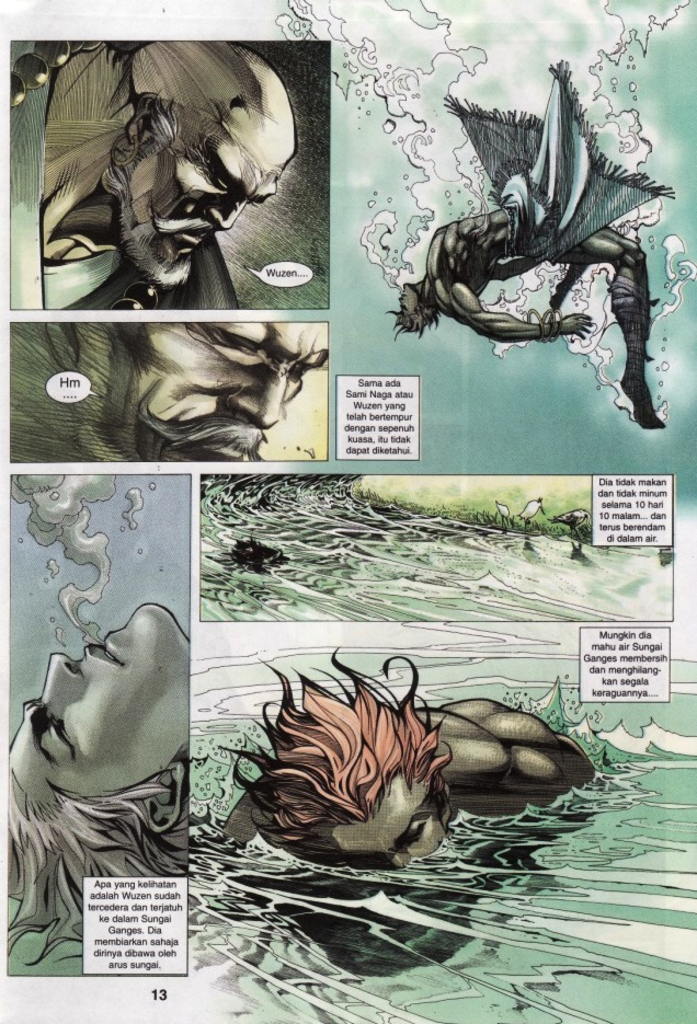 Wuzen....
Hm
....
Sama ada
Sami Naga atau
Wuzen yang
telah bertempur
dengan sepenuh
kuasa, itu tidak
dapat diketahui.
Dia tidak makan
dan tidak minum
selama 10 hari
10 malam... dan
terus berendam
di dalam air.
Mungkin dia
mahu air Sungai
Ganges membersih
dan menghilang-
kan segala
keraguannya....
Apa yang kelihatan
adalah Wuzen sudah
tercedera dan terjatuh
ke dalam Sungai
Ganges. Dia
membiarkan sahaja
dirinya dibawa oleh
arus sungai.
13